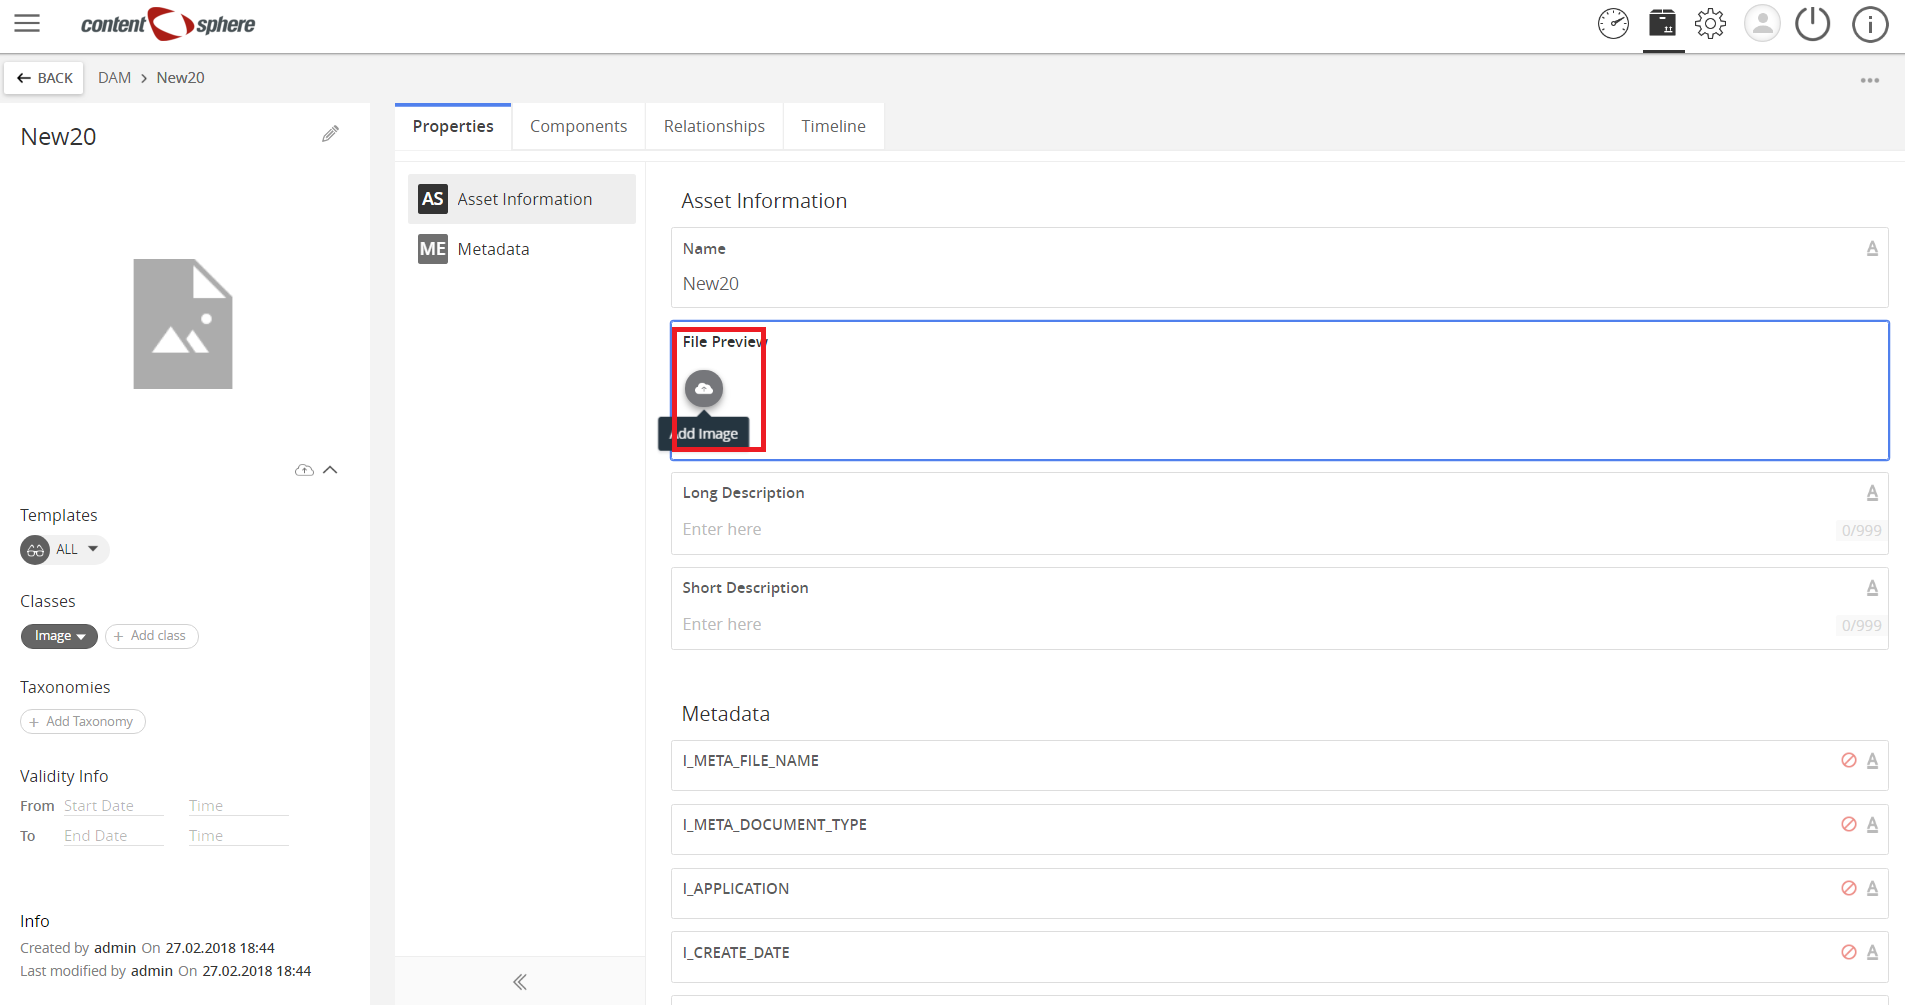 content sphere
BACK DAM New20
New20
Templates
ALL
Classes
Image + Add class
Taxonomies
+ Add Taxonomy
Validity Info
From Start Date Time
To End Date Time
Info
Created by admin On 27.02.2018 18:44
Last modified by admin On 27.02.2018 18:44
Properties Components Relationships Timeline
AS Asset Information
ME Metadata
Asset Information
Name A
New20
File Preview
Add Image
Long Description A
Enter here 0/999
Short Description A
Enter here 0/999
Metadata
I_META_FILE_NAME A
I_META_DOCUMENT_TYPE A
I_APPLICATION A
I_CREATE_DATE A